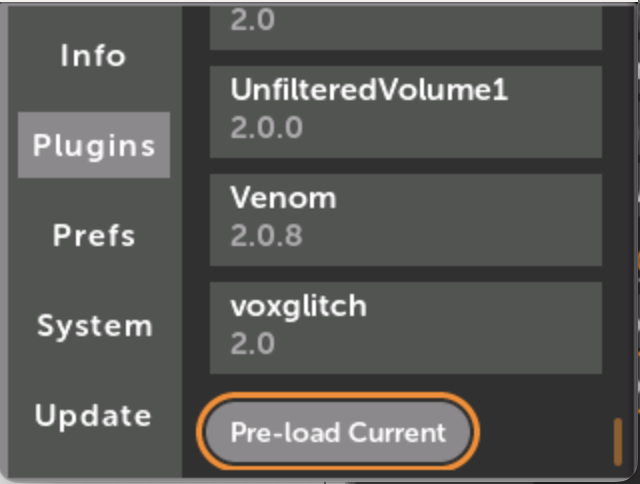 Info
Plugins
Prefs
System
Update
2.0
UnfilteredVolume1
2.0.0
Venom
2.0.8
voxglitch
2.0
Pre-load Current